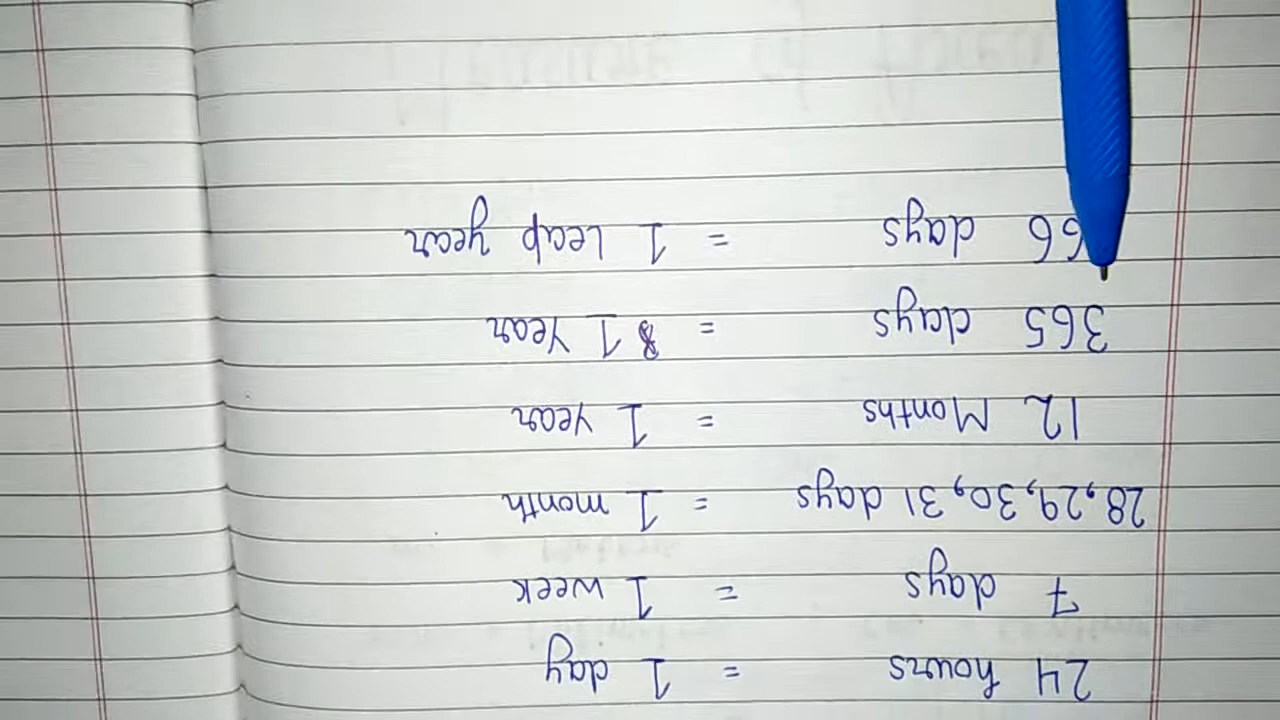 24 hours = 1 day
7 days = 1 week
28, 29, 30, 31 days = 1 month
12 Months = 1 year
365 days = 1 Year
66 days = 1 Leap year